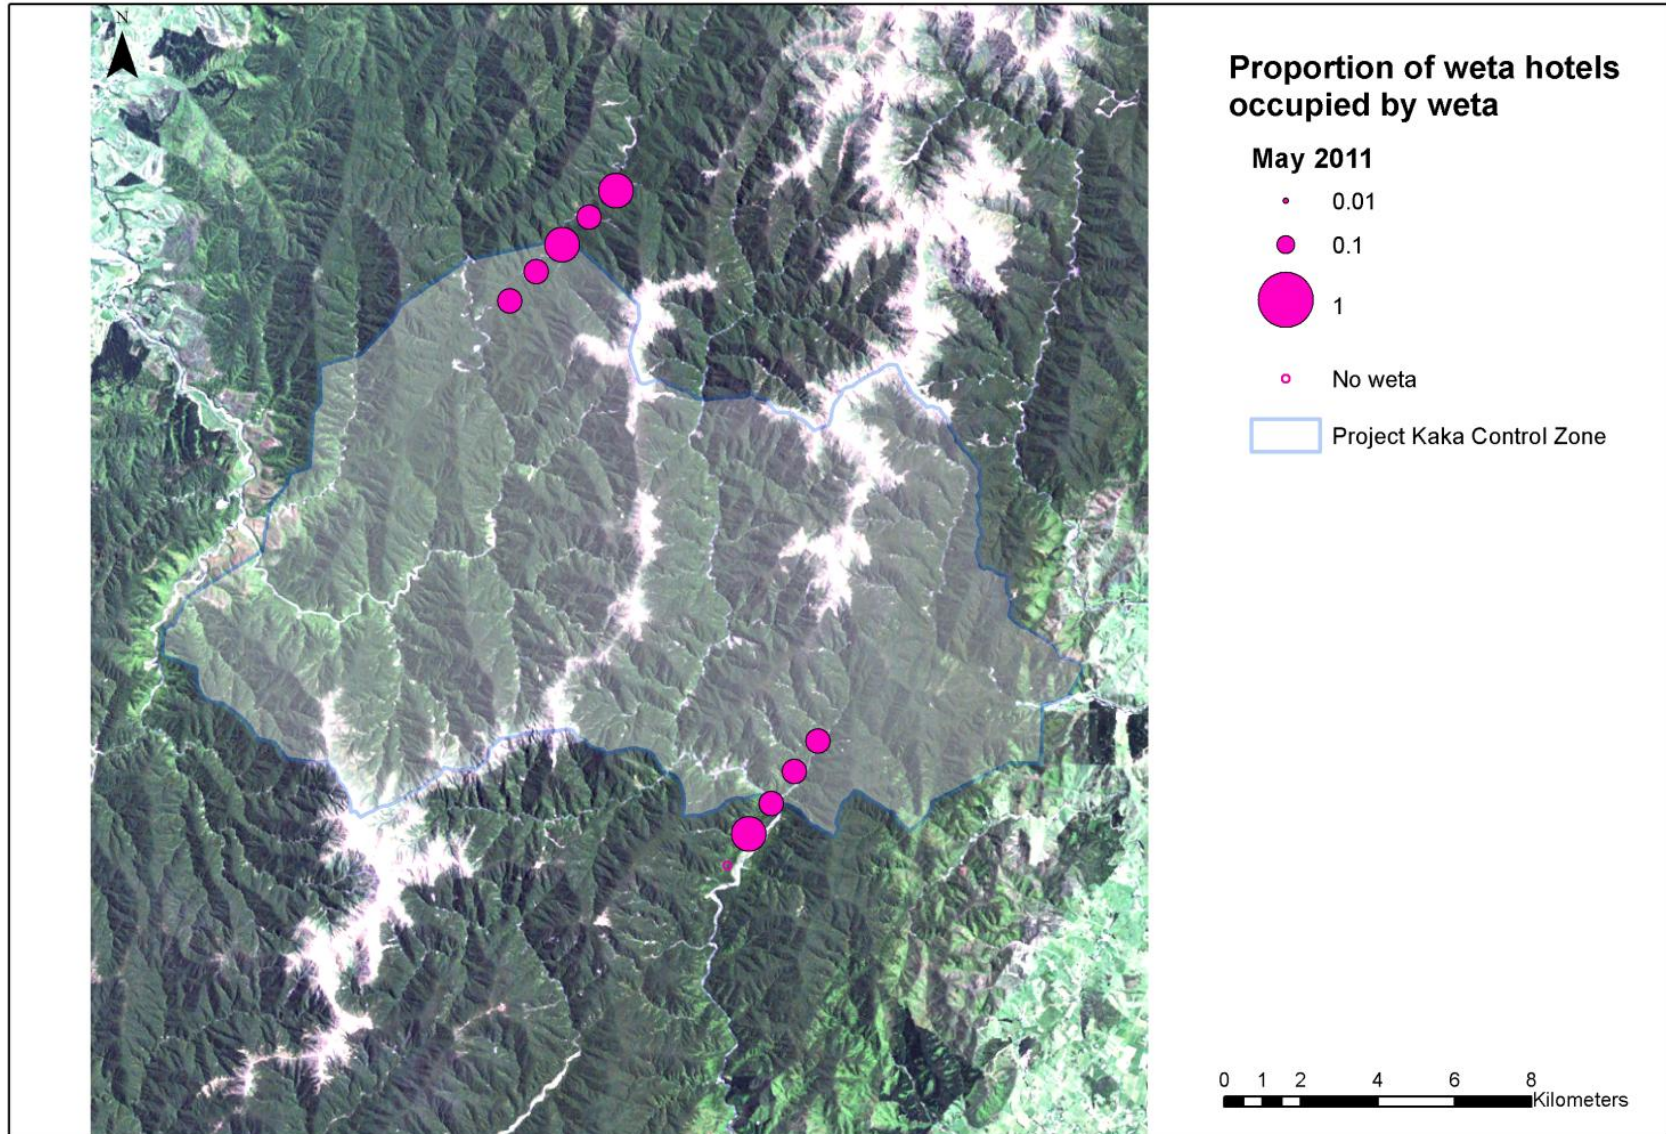 N
Proportion of weta hotels
occupied by weta
May 2011
0.01
0.1
1
No weta
Project Kaka Control Zone
0 1 2 4 6 8
Kilometers